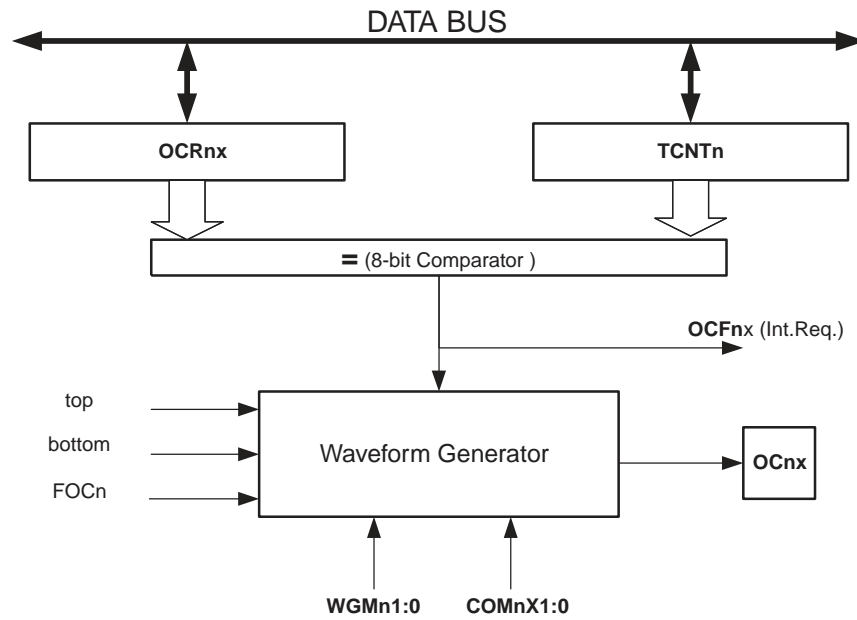 DATA BUS
OCRnx
TCNTn
= (8-bit Comparator )
OCFnx (Int.Req.)
top
bottom
FOCn
Waveform Generator
OCnx
WGMn1:0
COMnX1:0